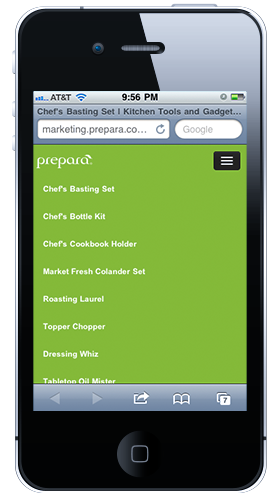 AT&T 9:56 PM
Chef's Basting Set | Kitchen Tools and Gadget...
marketing.prepara.co... Google
prepara
Chef's Basting Set
Chef's Bottle Kit
Chef's Cookbook Holder
Market Fresh Colander Set
Roasting Laurel
Topper Chopper
Dressing Whiz
Tabletop Oil Mister
7